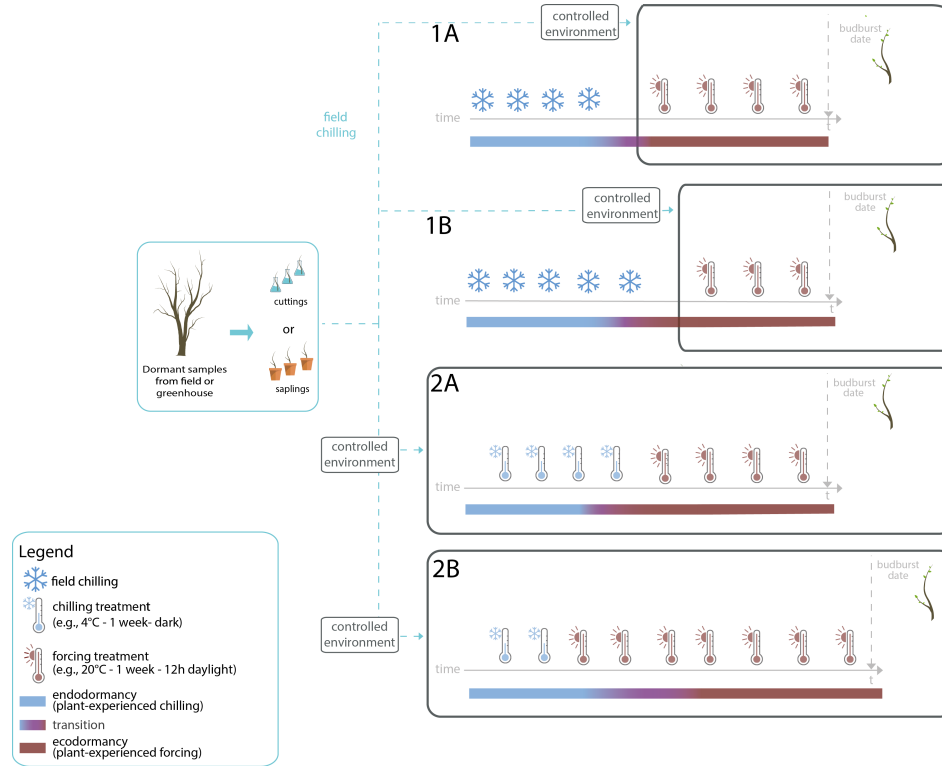 1A
controlled
environment
budburst
date
field
chilling
time
t
1B
controlled
environment
budburst
date
time
t
cuttings
or
saplings
Dormant samples
from field or
greenhouse
2A
controlled
environment
budburst
date
time
t
2B
controlled
environment
budburst
date
time
t
Legend
field chilling
chilling treatment
(e.g., 4°C - 1 week- dark)
forcing treatment
(e.g., 20°C - 1 week - 12h daylight)
endodormancy
(plant-experienced chilling)
transition
ecodormancy
(plant-experienced forcing)